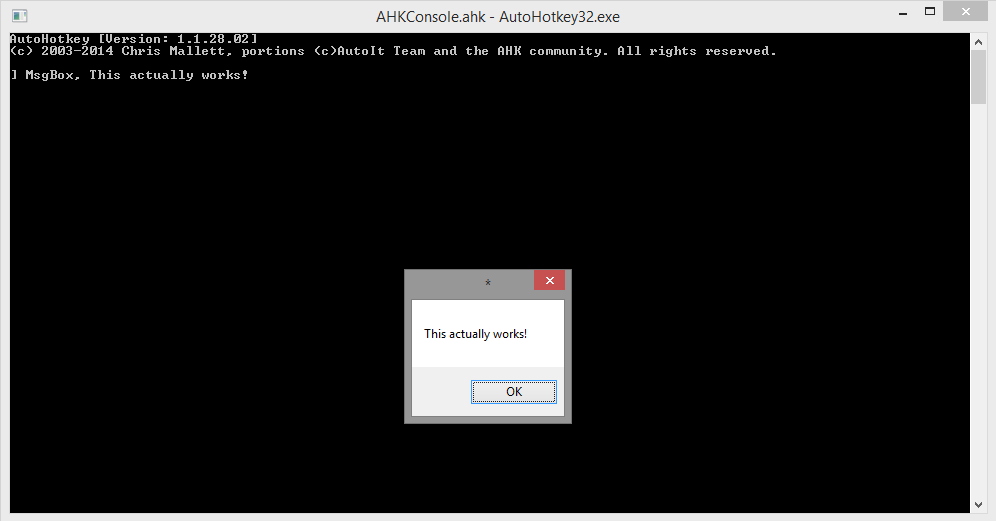 AHKConsole.ahk - AutoHotkey32.exe
AutoHotkey [Version: 1.1.28.02]
(c) 2003-2014 Chris Mallett, portions (c)AutoIt Team and the AHK community. All rights reserved.
] MsgBox, This actually works!
*
This actually works!
OK